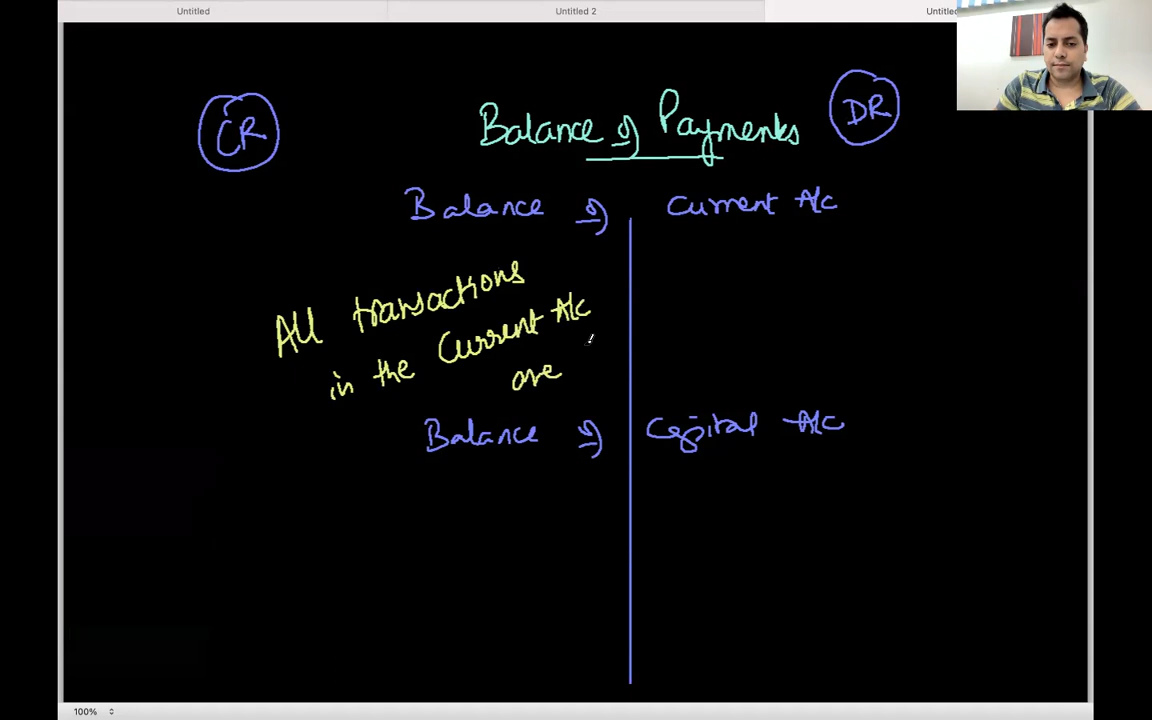 Untitled
Untitled 2
Untitled
CR
Balance of Payments
DR
Balance of Current A/c
All transactions
in the Current A/c
are
Balance of Capital A/c
100%